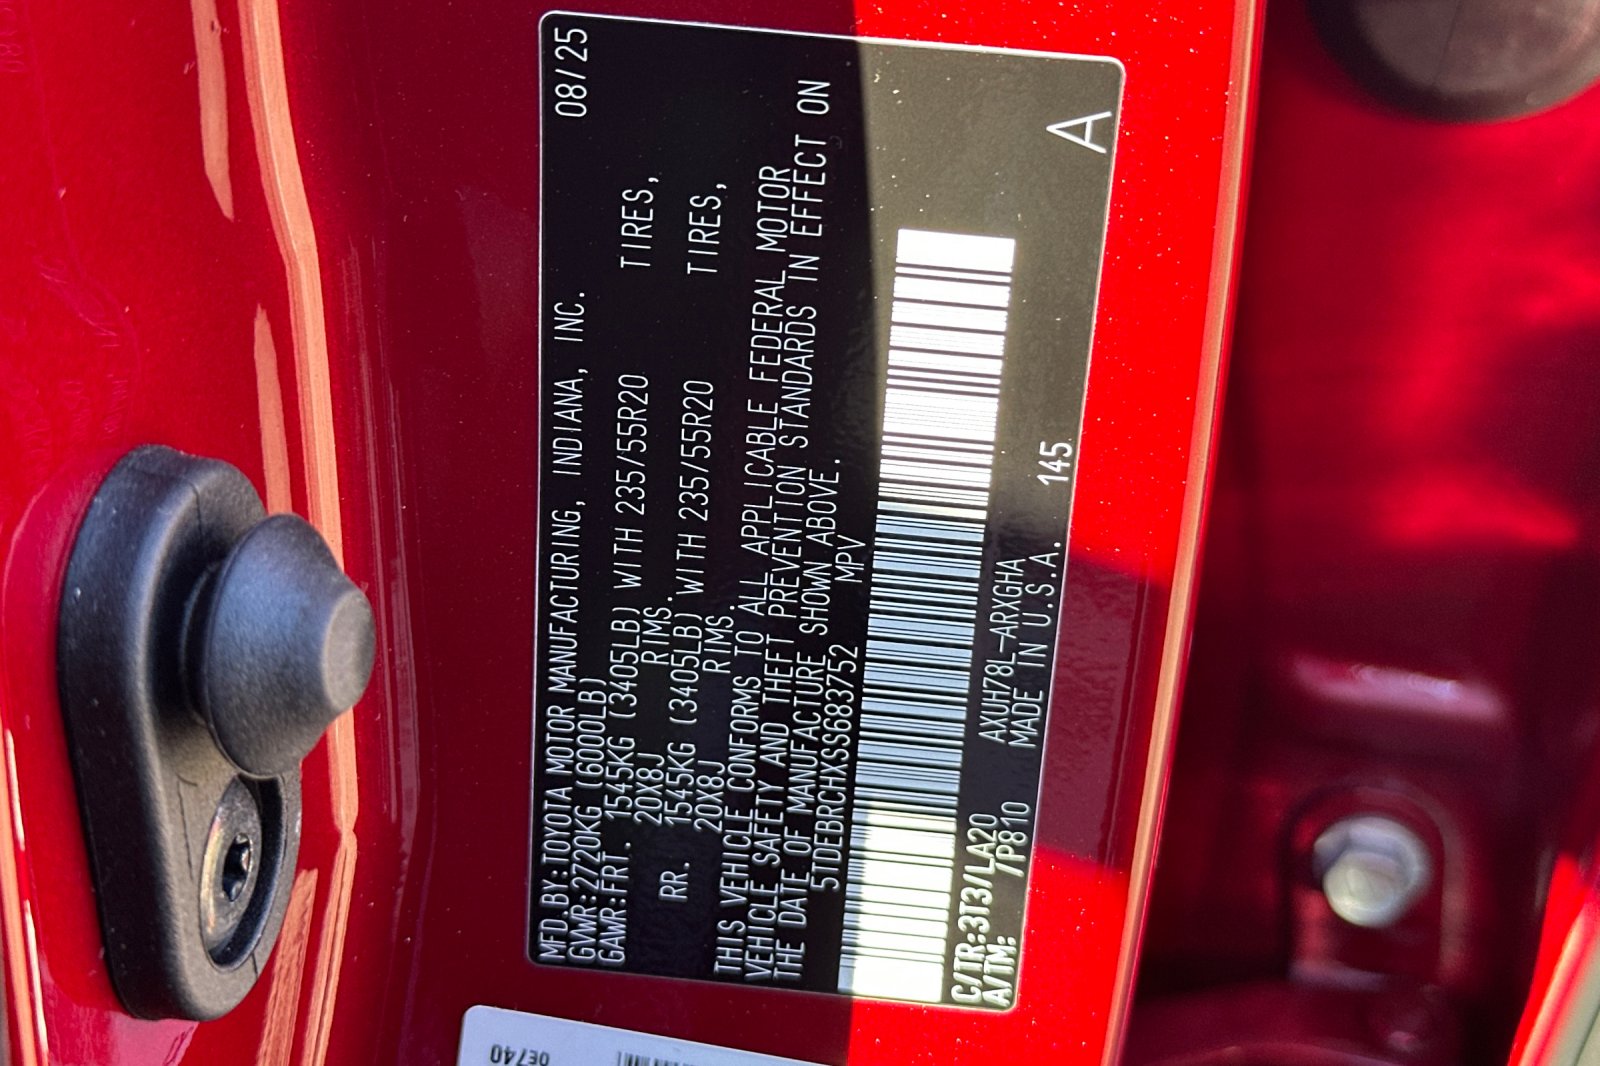 MFD.BY:TOYOTA MOTOR MANUFACTURING, INDIANA, INC. 08/25
GVWR:2720KG (6000LB)
GAWR:FRT. 1545KG (3405LB) WITH 235/55R20 TIRES,
20X8J RIMS.
RR. 1545KG (3405LB) WITH 235/55R20 TIRES,
20X8J RIMS.
THIS VEHICLE CONFORMS TO ALL APPLICABLE FEDERAL MOTOR
VEHICLE SAFETY AND THEFT PREVENTION STANDARDS IN EFFECT ON
THE DATE OF MANUFACTURE SHOWN ABOVE.
5TDEBRCHXSS683752 MPV
C/TR:3T3/LA20 AXUH78L-ARXGHA
A/TM: /P810 MADE IN U.S.A. 145 A
0E740